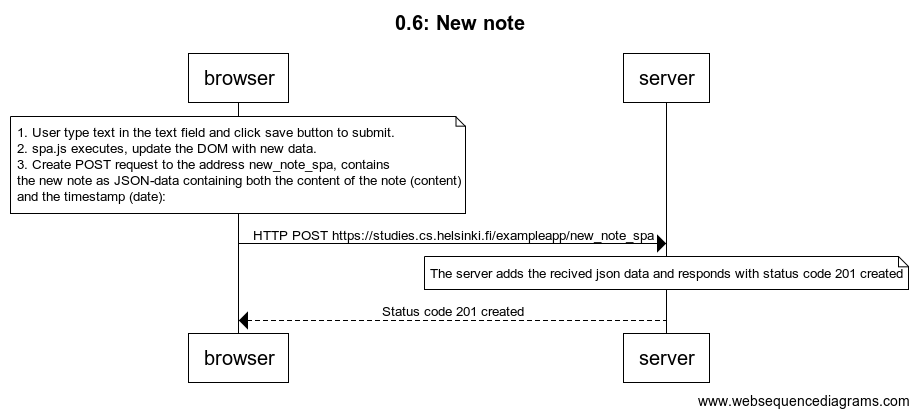 0.6: New note
browser
server
1. User type text in the text field and click save button to submit.
2. spa.js executes, update the DOM with new data.
3. Create POST request to the address new_note_spa, contains
the new note as JSON-data containing both the content of the note (content)
and the timestamp (date):
HTTP POST https://studies.cs.helsinki.fi/exampleapp/new_note_spa
The server adds the recived json data and responds with status code 201 created
Status code 201 created
browser
server
www.websequencediagrams.com